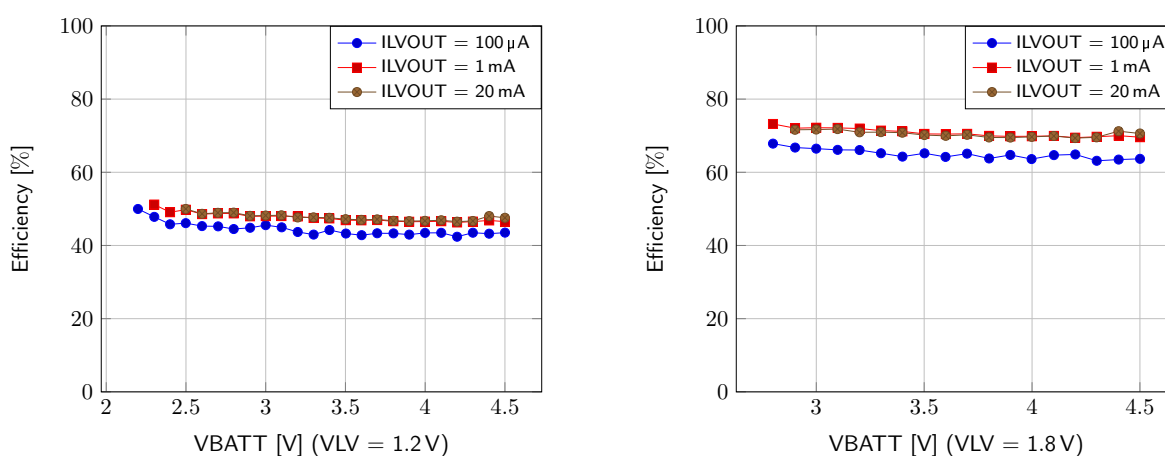 100
80
60
40
20
0
Efficiency [%]
ILVOUT = 100 µA
ILVOUT = 1 mA
ILVOUT = 20 mA
2
2.5
3
3.5
4
4.5
VBATT [V] (VLV = 1.2 V)
100
80
60
40
20
0
Efficiency [%]
ILVOUT = 100 µA
ILVOUT = 1 mA
ILVOUT = 20 mA
3
3.5
4
4.5
VBATT [V] (VLV = 1.8 V)